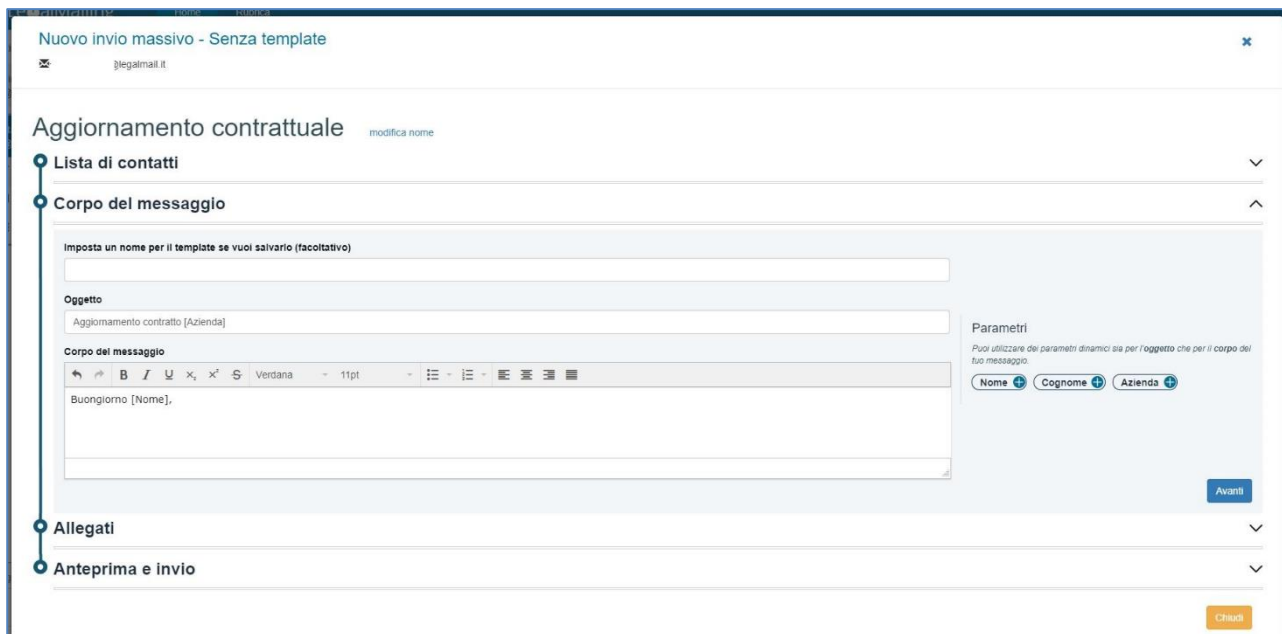 Home Rubrica
Nuovo invio massivo - Senza template
@legalmail.it
Aggiornamento contrattuale modifica nome
Lista di contatti
Corpo del messaggio
Imposta un nome per il template se vuoi salvarlo (facoltativo)
Oggetto
Aggiornamento contratto [Azienda]
Parametri
Puoi utilizzare dei parametri dinamici sia per l'oggetto che per il corpo del
tuo messaggio.
Nome Cognome Azienda
Corpo del messaggio
B I U x, x² S Verdana 11pt
Buongiorno [Nome],
Avanti
Allegati
Anteprima e invio
Chiudi